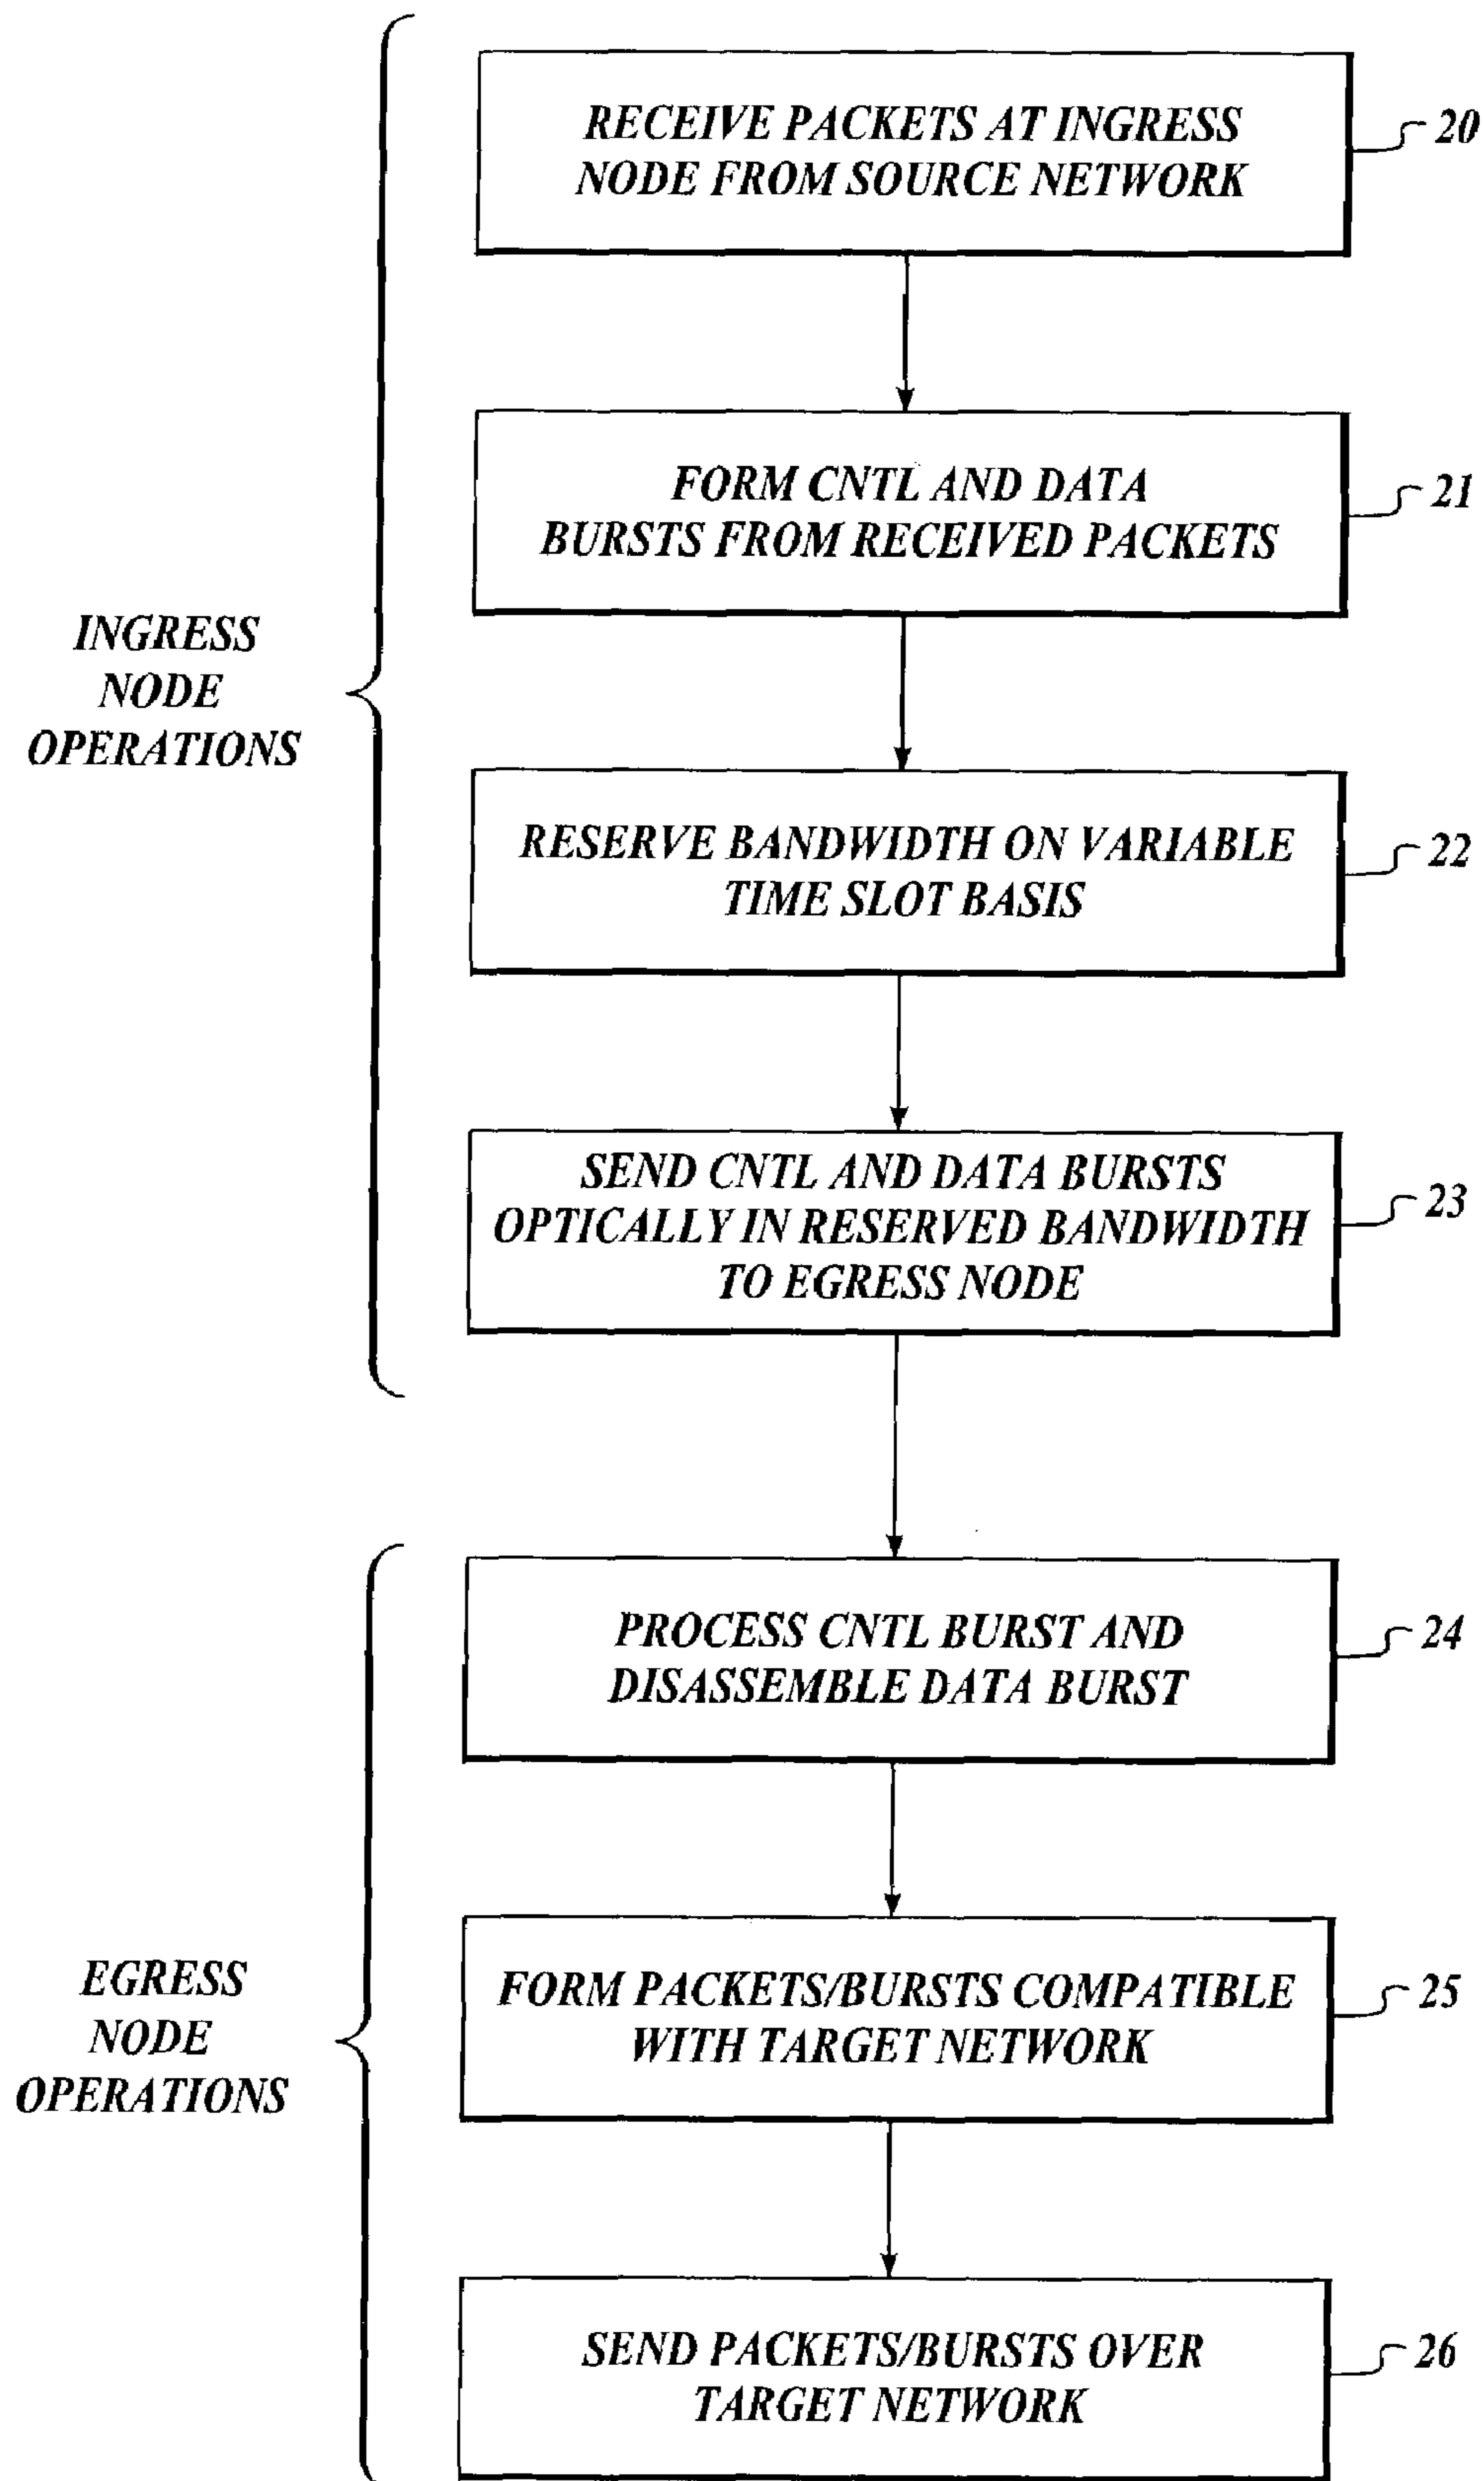 RECEIVE PACKETS AT INGRESS
NODE FROM SOURCE NETWORK
20
FORM CNTL AND DATA
BURSTS FROM RECEIVED PACKETS
21
INGRESS
NODE
OPERATIONS
RESERVE BANDWIDTH ON VARIABLE
TIME SLOT BASIS
22
SEND CNTL AND DATA BURSTS
OPTICALLY IN RESERVED BANDWIDTH
TO EGRESS NODE
23
PROCESS CNTL BURST AND
DISASSEMBLE DATA BURST
24
EGRESS
NODE
OPERATIONS
FORM PACKETS/BURSTS COMPATIBLE
WITH TARGET NETWORK
25
SEND PACKETS/BURSTS OVER
TARGET NETWORK
26